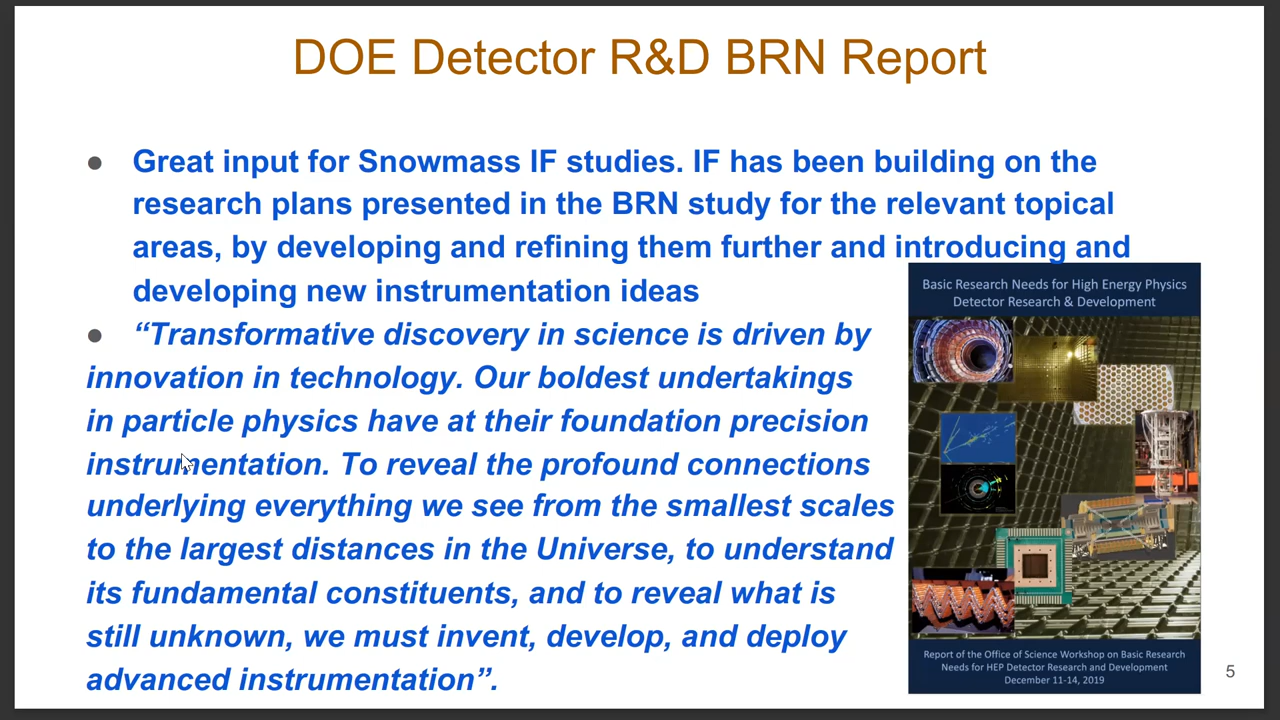 DOE Detector R&D BRN Report
● Great input for Snowmass IF studies. IF has been building on the
research plans presented in the BRN study for the relevant topical
areas, by developing and refining them further and introducing and
developing new instrumentation ideas
● “Transformative discovery in science is driven by
innovation in technology. Our boldest undertakings
in particle physics have at their foundation precision
instrumentation. To reveal the profound connections
underlying everything we see from the smallest scales
to the largest distances in the Universe, to understand
its fundamental constituents, and to reveal what is
still unknown, we must invent, develop, and deploy
advanced instrumentation”.
Basic Research Needs for High Energy Physics
Detector Research & Development
Report of the Office of Science Workshop on Basic Research
Needs for HEP Detector Research and Development
December 11-14, 2019
5